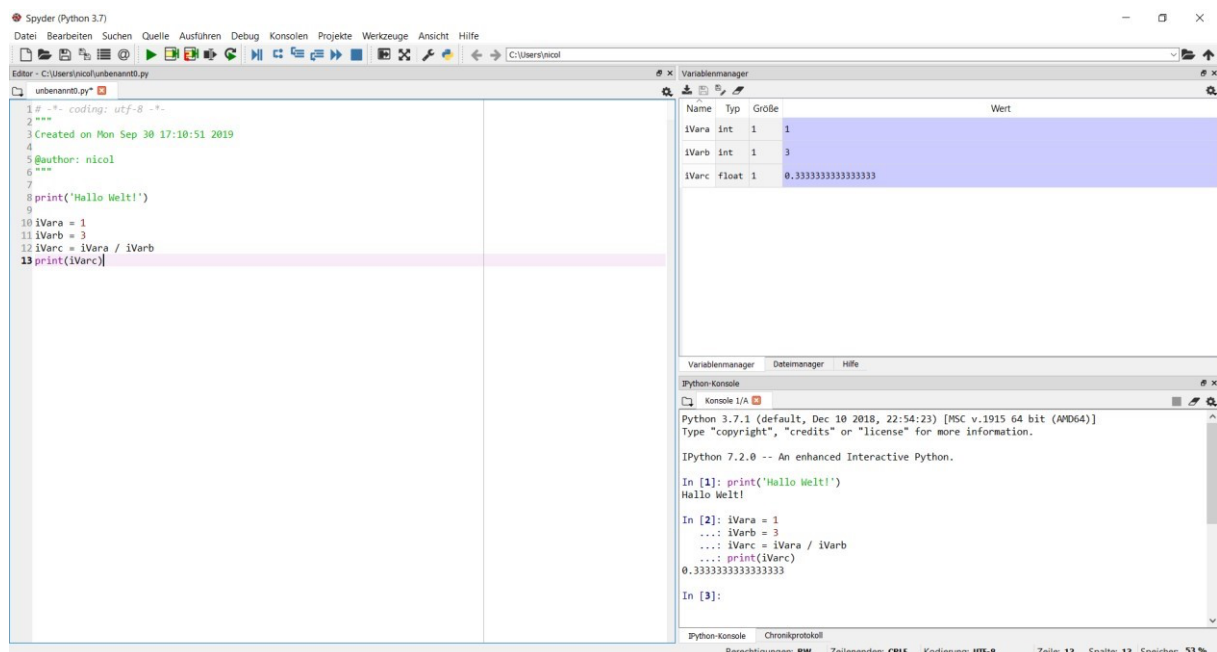 Spyder (Python 3.7)
Datei Bearbeiten Suchen Quelle Ausführen Debug Konsolen Projekte Werkzeuge Ansicht Hilfe
C:\Users\nicol
Editor - C:\Users\nicol\unbenannt0.py
unbenannt0.py*
1 # -*- coding: utf-8 -*-
2 """
3 Created on Mon Sep 30 17:10:51 2019
4
5 @author: nicol
6 """
7
8 print('Hallo Welt!')
9
10 iVara = 1
11 iVarb = 3
12 iVarc = iVara / iVarb
13 print(iVarc)
Variablenmanager
Name Typ Größe Wert
iVara int 1 1
iVarb int 1 3
iVarc float 1 0.3333333333333333
Variablenmanager Dateimanager Hilfe
IPython-Konsole
Konsole 1/A
Python 3.7.1 (default, Dec 10 2018, 22:54:23) [MSC v.1915 64 bit (AMD64)]
Type "copyright", "credits" or "license" for more information.
IPython 7.2.0 -- An enhanced Interactive Python.
In [1]: print('Hallo Welt!')
Hallo Welt!
In [2]: iVara = 1
...: iVarb = 3
...: iVarc = iVara / iVarb
...: print(iVarc)
0.3333333333333333
In [3]:
IPython-Konsole Chronikprotokoll
Berechtigungen: RW Zeilenenden: CRLF Kodierung: UTF-8 Zeile: 13 Spalte: 13 Speicher: 53 %